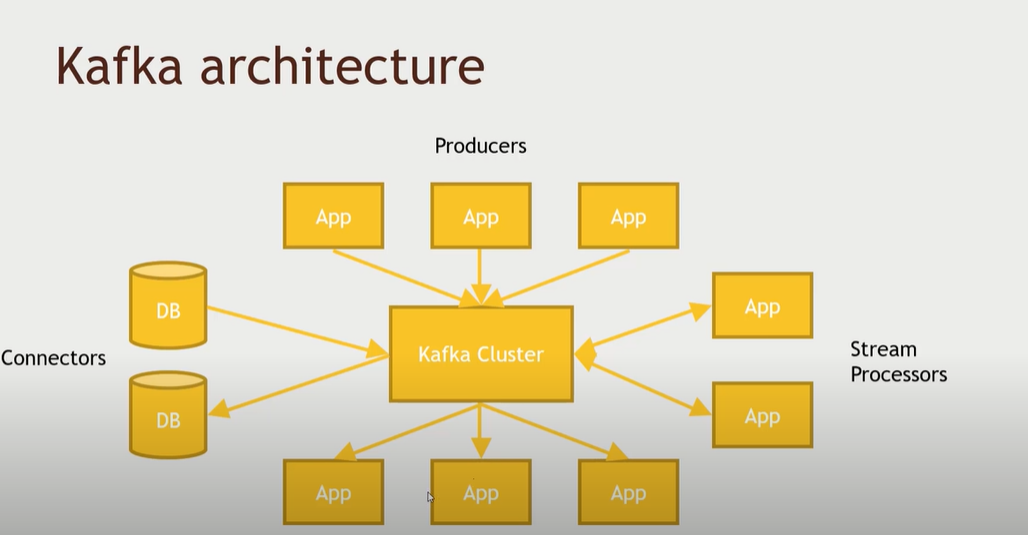 Kafka architecture
Producers
App
App
App
DB
App
Kafka Cluster
Connectors
Stream
Processors
DB
App
App
App
App